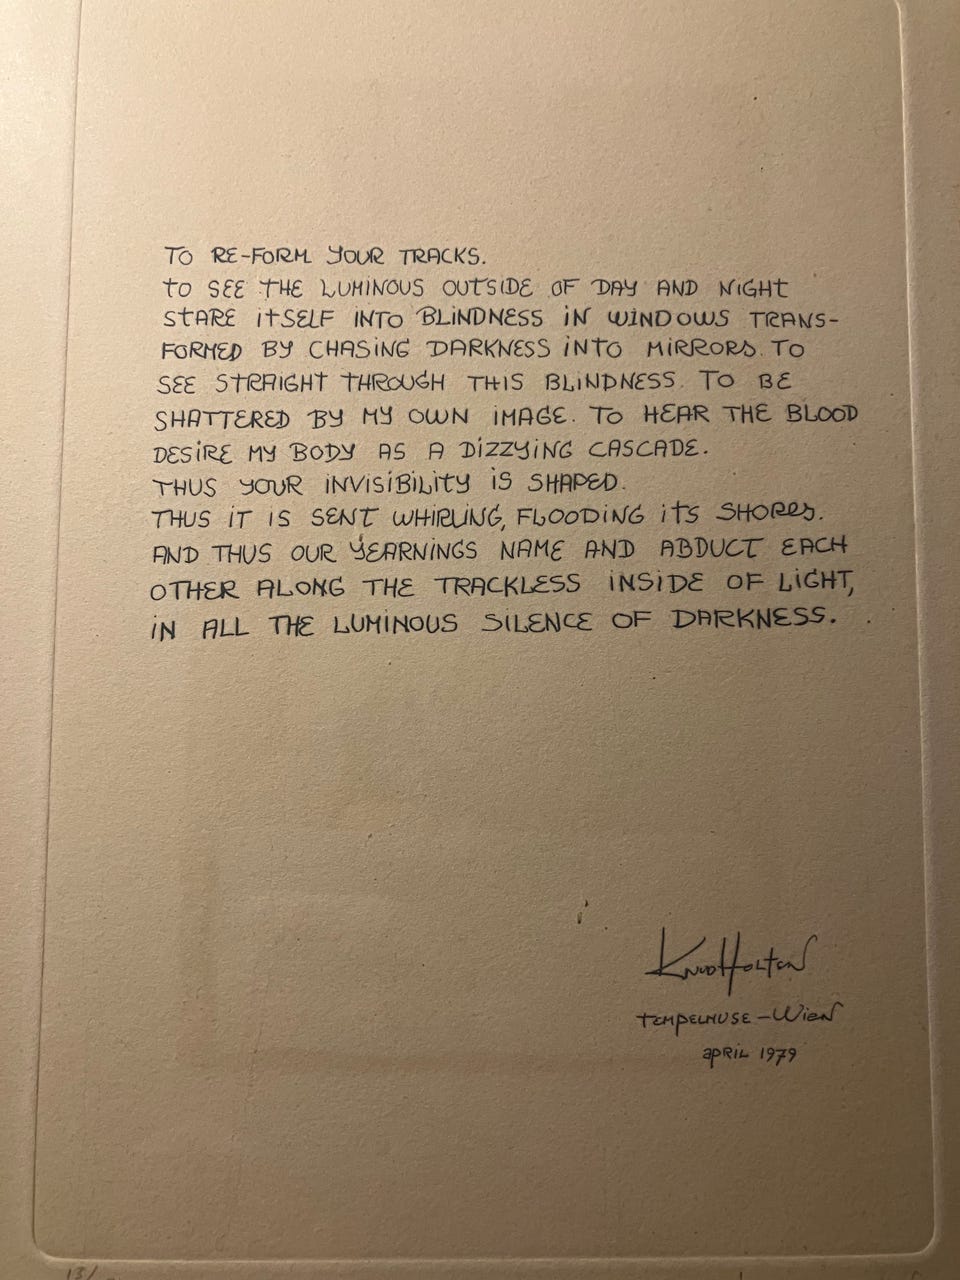 TO RE-FORM YOUR TRACKS.
TO SEE THE LUMINOUS OUTSIDE OF DAY AND NIGHT
STARE ITSELF INTO BLINDNESS IN WINDOWS TRANS-
FORMED BY CHASING DARKNESS INTO MIRRORS. TO
SEE STRAIGHT THROUGH THIS BLINDNESS. TO BE
SHATTERED BY MY OWN IMAGE. TO HEAR THE BLOOD
DESIRE MY BODY AS A DIZZYING CASCADE.
THUS YOUR INVISIBILITY IS SHAPED.
THUS IT IS SENT WHIRLING, FLOODING ITS SHORES.
AND THUS OUR YEARNINGS NAME AND ABDUCT EACH
OTHER ALONG THE TRACKLESS INSIDE OF LIGHT,
IN ALL THE LUMINOUS SILENCE OF DARKNESS.
Knud Holten
TEMPELHUSE - WIEN
APRIL 1979
13/